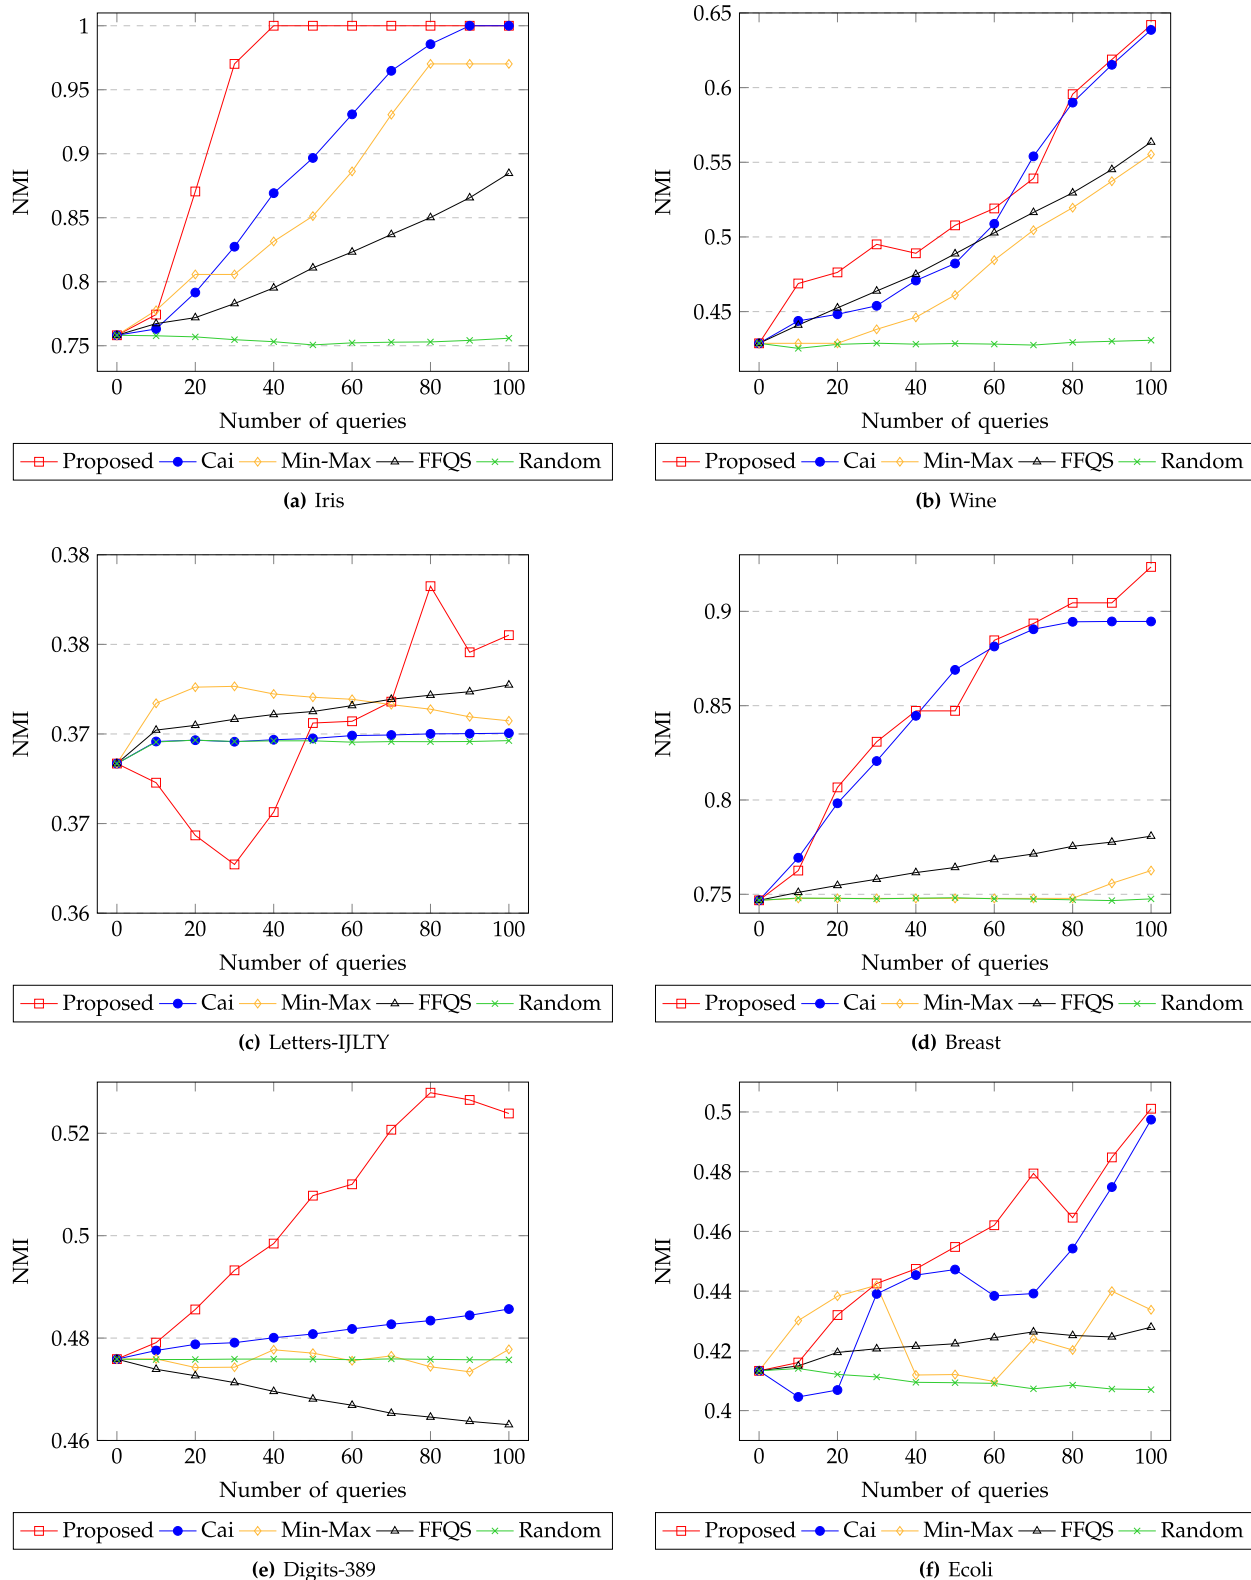 1
0.95
0.9
0.85
0.8
0.75
NMI
0 20 40 60 80 100
Number of queries
Proposed Cai Min-Max FFQS Random
(a) Iris
0.65
0.6
0.55
0.5
0.45
NMI
0 20 40 60 80 100
Number of queries
Proposed Cai Min-Max FFQS Random
(b) Wine
0.38
0.38
0.37
0.37
0.36
NMI
0 20 40 60 80 100
Number of queries
Proposed Cai Min-Max FFQS Random
(c) Letters-IJLTY
0.9
0.85
0.8
0.75
NMI
0 20 40 60 80 100
Number of queries
Proposed Cai Min-Max FFQS Random
(d) Breast
0.52
0.5
0.48
0.46
NMI
0 20 40 60 80 100
Number of queries
Proposed Cai Min-Max FFQS Random
(e) Digits-389
0.5
0.48
0.46
0.44
0.42
0.4
NMI
0 20 40 60 80 100
Number of queries
Proposed Cai Min-Max FFQS Random
(f) Ecoli